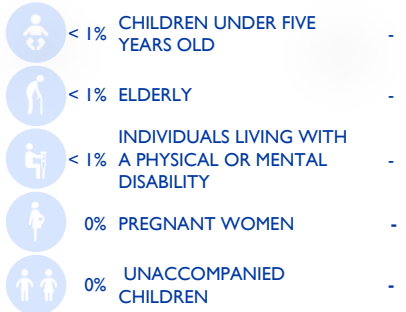 < 1% CHILDREN UNDER FIVE
YEARS OLD -
< 1% ELDERLY -
INDIVIDUALS LIVING WITH
< 1% A PHYSICAL OR MENTAL -
DISABILITY
0% PREGNANT WOMEN -
0% UNACCOMPANIED
CHILDREN -